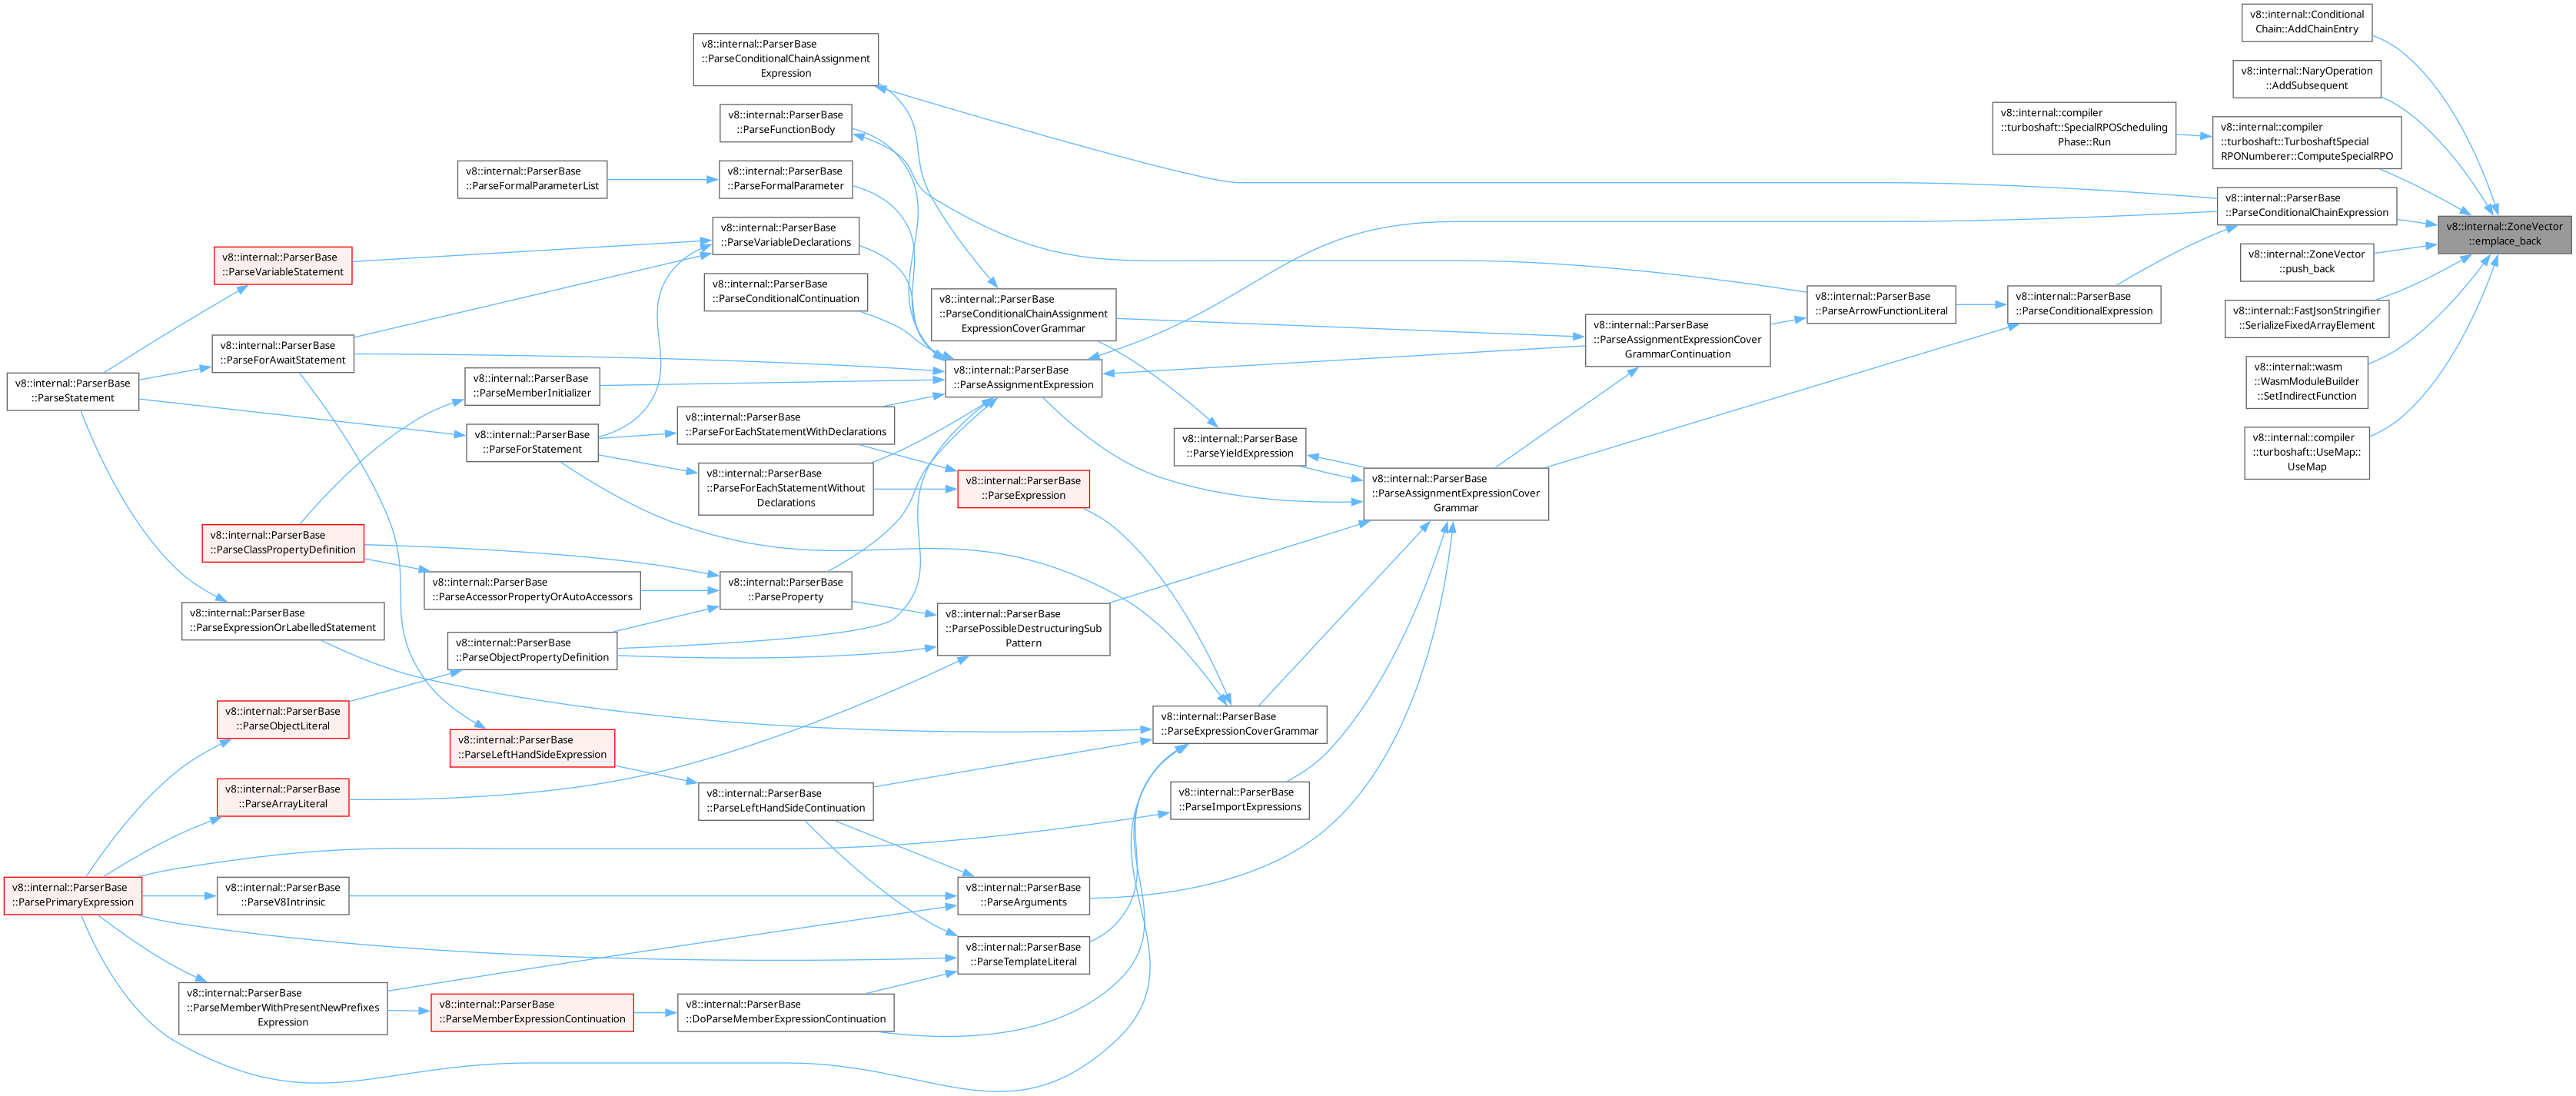 v8::internal::Conditional
Chain::AddChainEntry
v8::internal::ParserBase
::ParseConditionalChainAssignment
Expression
v8::internal::NaryOperation
::AddSubsequent
v8::internal::ParserBase
::ParseFunctionBody
v8::internal::compiler
::turboshaft::SpecialRPOScheduling
Phase::Run
v8::internal::compiler
::turboshaft::TurboshaftSpecial
RPONumberer::ComputeSpecialRPO
v8::internal::ParserBase
::ParseFormalParameterList
v8::internal::ParserBase
::ParseFormalParameter
v8::internal::ParserBase
::ParseConditionalChainExpression
v8::internal::ZoneVector
::emplace_back
v8::internal::ParserBase
::ParseVariableDeclarations
v8::internal::ParserBase
::ParseVariableStatement
v8::internal::ZoneVector
::push_back
v8::internal::ParserBase
::ParseConditionalContinuation
v8::internal::ParserBase
::ParseConditionalChainAssignment
ExpressionCoverGrammar
v8::internal::ParserBase
::ParseArrowFunctionLiteral
v8::internal::ParserBase
::ParseConditionalExpression
v8::internal::FastJsonStringifier
::SerializeFixedArrayElement
v8::internal::ParserBase
::ParseAssignmentExpressionCover
GrammarContinuation
v8::internal::ParserBase
::ParseForAwaitStatement
v8::internal::ParserBase
::ParseStatement
v8::internal::ParserBase
::ParseMemberInitializer
v8::internal::ParserBase
::ParseAssignmentExpression
v8::internal::wasm
::WasmModuleBuilder
::SetIndirectFunction
v8::internal::ParserBase
::ParseForStatement
v8::internal::ParserBase
::ParseForEachStatementWithDeclarations
v8::internal::ParserBase
::ParseYieldExpression
v8::internal::compiler
::turboshaft::UseMap::
UseMap
v8::internal::ParserBase
::ParseForEachStatementWithout
Declarations
v8::internal::ParserBase
::ParseExpression
v8::internal::ParserBase
::ParseAssignmentExpressionCover
Grammar
v8::internal::ParserBase
::ParseClassPropertyDefinition
v8::internal::ParserBase
::ParseAccessorPropertyOrAutoAccessors
v8::internal::ParserBase
::ParseProperty
v8::internal::ParserBase
::ParseExpressionOrLabelledStatement
v8::internal::ParserBase
::ParseObjectPropertyDefinition
v8::internal::ParserBase
::ParsePossibleDestructuringSub
Pattern
v8::internal::ParserBase
::ParseObjectLiteral
v8::internal::ParserBase
::ParseLeftHandSideExpression
v8::internal::ParserBase
::ParseExpressionCoverGrammar
v8::internal::ParserBase
::ParseArrayLiteral
v8::internal::ParserBase
::ParseLeftHandSideContinuation
v8::internal::ParserBase
::ParseImportExpressions
v8::internal::ParserBase
::ParsePrimaryExpression
v8::internal::ParserBase
::ParseV8Intrinsic
v8::internal::ParserBase
::ParseArguments
v8::internal::ParserBase
::ParseTemplateLiteral
v8::internal::ParserBase
::ParseMemberWithPresentNewPrefixes
Expression
v8::internal::ParserBase
::ParseMemberExpressionContinuation
v8::internal::ParserBase
::DoParseMemberExpressionContinuation